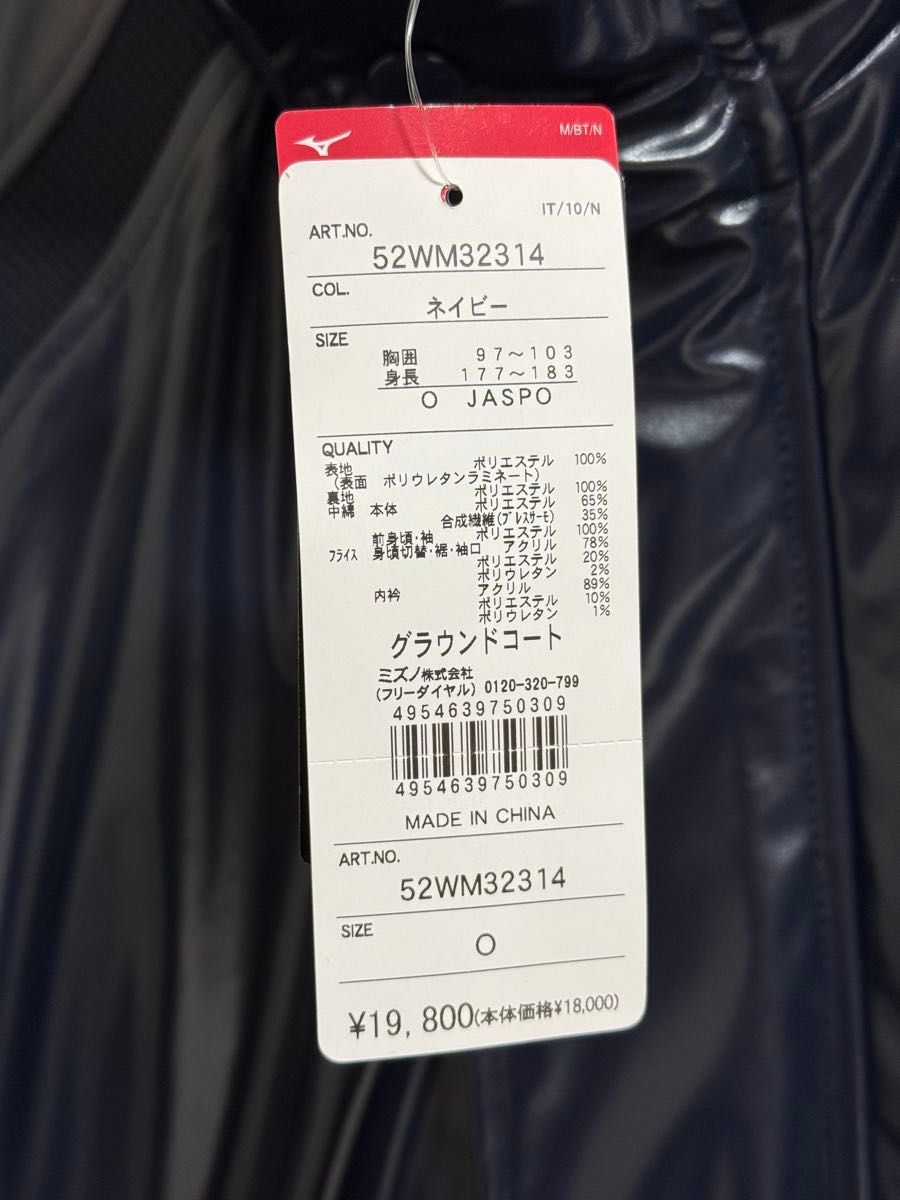 M/BT/N
IT/10/N
ART.NO.
52WM32314
COL.
ネイビー
SIZE
胸囲 97～103
身長 177～183
O JASPO
QUALITY
表地 ポリエステル 100%
(表面 ポリウレタンラミネート)
裏地 ポリエステル 100%
中綿 本体 ポリエステル 65%
合成繊維(ブレスサーモ) 35%
前身頃・袖 ポリエステル 100%
フライス 身頃切替・裾・袖口 アクリル 78%
ポリエステル 20%
ポリウレタン 2%
内衿 アクリル 89%
ポリエステル 10%
ポリウレタン 1%
グラウンドコート
ミズノ株式会社
(フリーダイヤル) 0120-320-799
4954639750309
4954639750309
MADE IN CHINA
ART.NO.
52WM32314
SIZE
O
¥19,800(本体価格¥18,000)